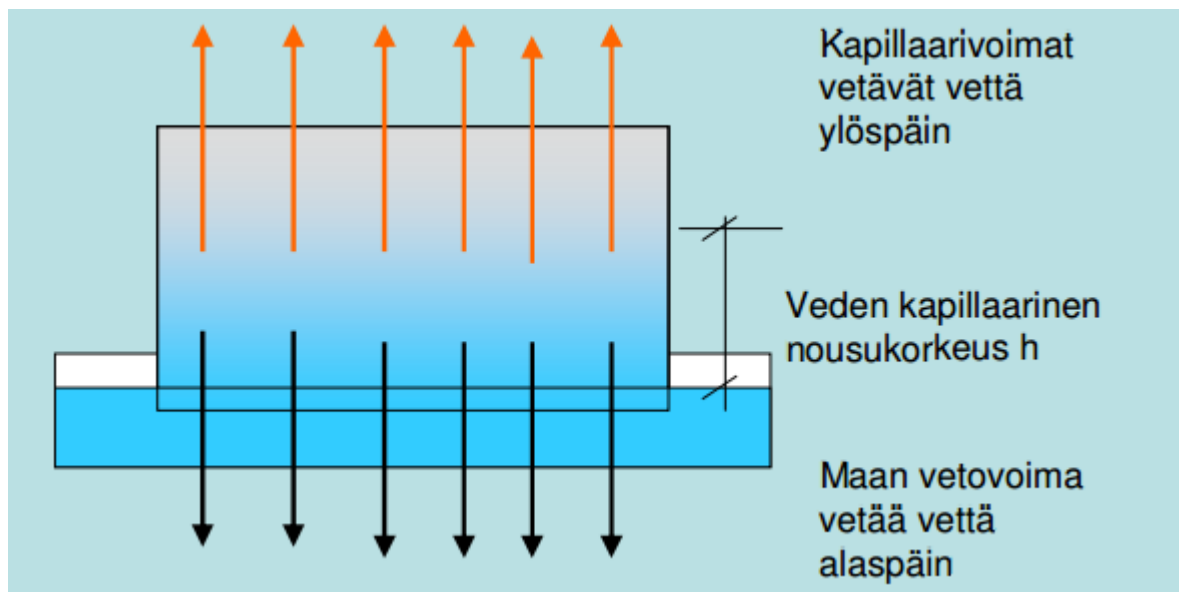 Kapillaarivoimat
vetävät vettä
ylöspäin
Veden kapillaarinen
nousukorkeus h
Maan vetovoima
vetää vettä
alaspäin